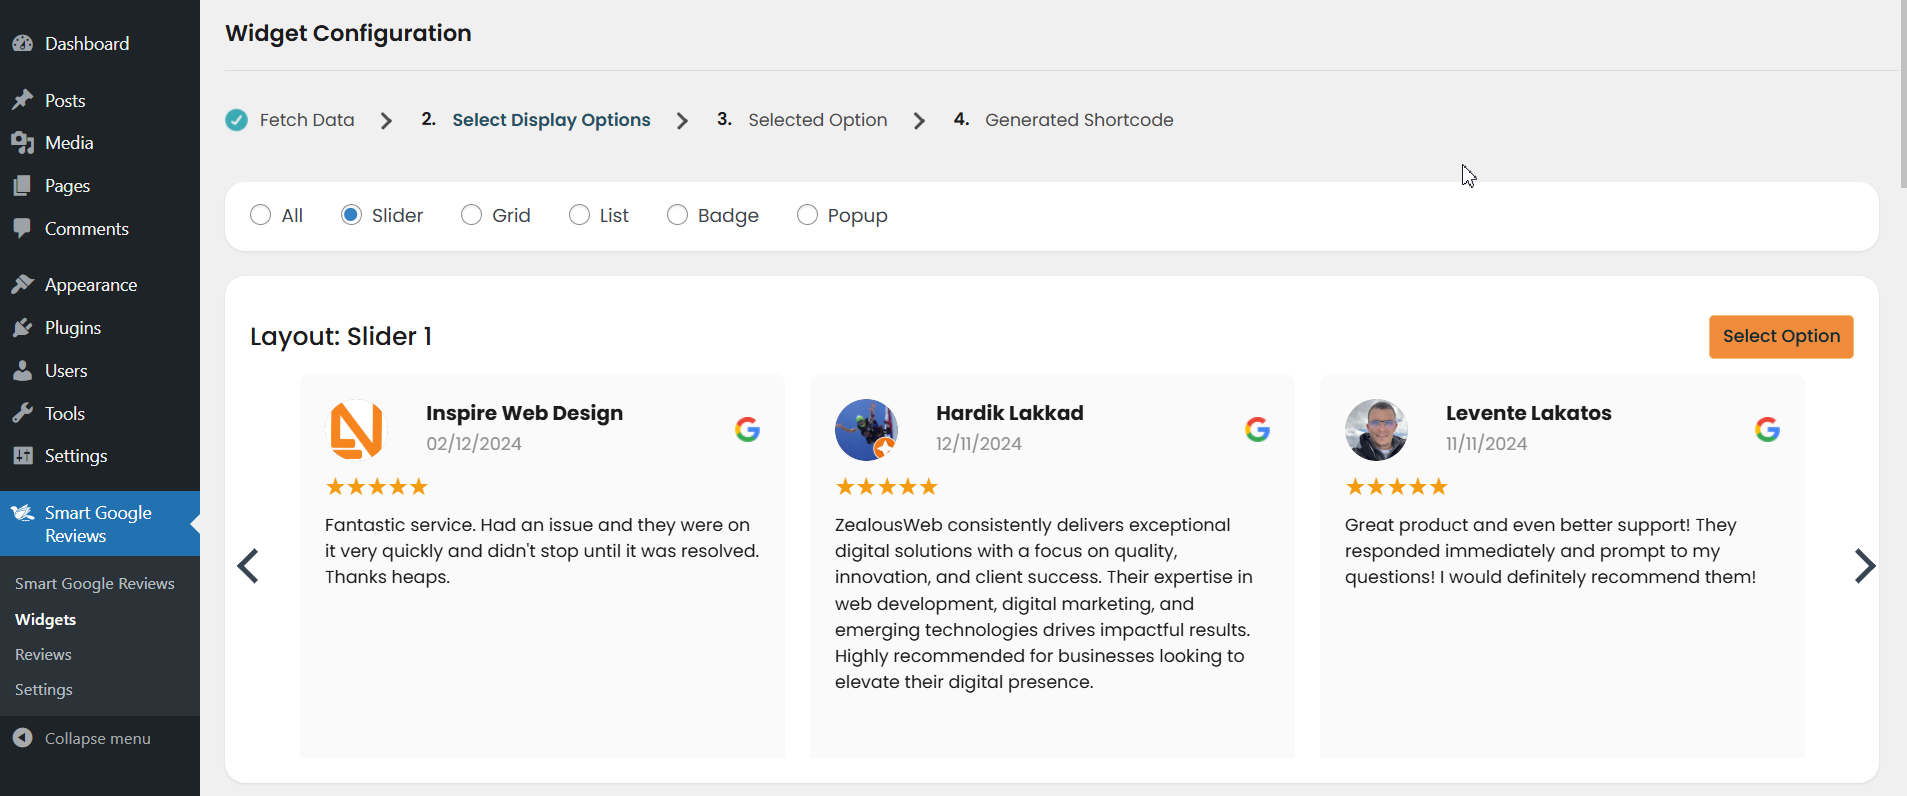 Dashboard
Posts
Media
Pages
Comments
Appearance
Plugins
Users
Tools
Settings
Smart Google
Reviews
Smart Google Reviews
Widgets
Reviews
Settings
Collapse menu
Widget Configuration
Fetch Data
2. Select Display Options
3. Selected Option
4. Generated Shortcode
All
Slider
Grid
List
Badge
Popup
Layout: Slider 1
Select Option
Inspire Web Design
02/12/2024
Fantastic service. Had an issue and they were on
it very quickly and didn't stop until it was resolved.
Thanks heaps.
Hardik Lakkad
12/11/2024
ZealousWeb consistently delivers exceptional
digital solutions with a focus on quality,
innovation, and client success. Their expertise in
web development, digital marketing, and
emerging technologies drives impactful results.
Highly recommended for businesses looking to
elevate their digital presence.
Levente Lakatos
11/11/2024
Great product and even better support! They
responded immediately and prompt to my
questions! I would definitely recommend them!